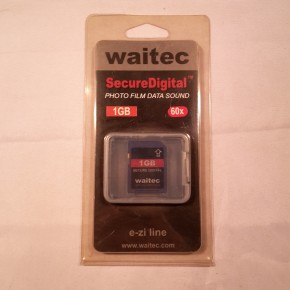 waitec
SecureDigital™
PHOTO FILM DATA SOUND
1GB 60x
1GB
waitec
e-zi line
www.waitec.com